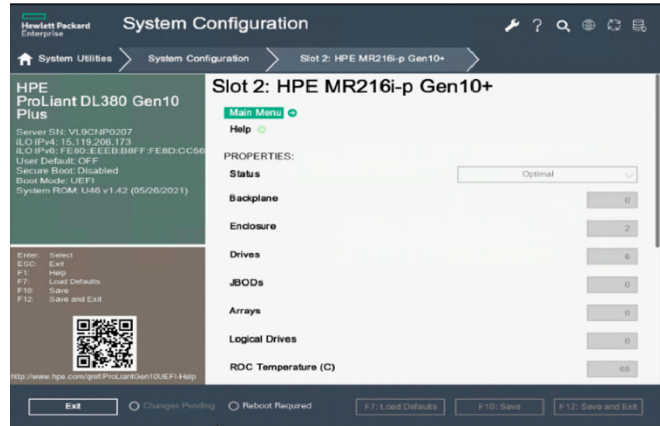 Hewlett Packard
Enterprise
System Configuration
System Utilities
System Configuration
Slot 2: HPE MR216i-p Gen10+
HPE
ProLiant DL380 Gen10
Plus
Server SN: VL9CNP0207
iLO IPv4: 15.119.206.173
iLO IPv6: FE80::EEEB:B8FF:FE8D:CC56
User Default: OFF
Secure Boot: Disabled
Boot Mode: UEFI
System ROM: U46 v1.42 (05/26/2021)
Enter: Select
ESC: Exit
F1: Help
F7: Load Defaults
F10: Save
F12: Save and Exit
http://www.hpe.com/qref/ProLiantGen10UEFI-Help
Slot 2: HPE MR216i-p Gen10+
Main Menu
Help
PROPERTIES:
Status Optimal
Backplane 0
Enclosure 2
Drives 6
JBODs 0
Arrays 0
Logical Drives 0
ROC Temperature (C) 65
Exit
Changes Pending
Reboot Required
F7: Load Defaults
F10: Save
F12: Save and Exit